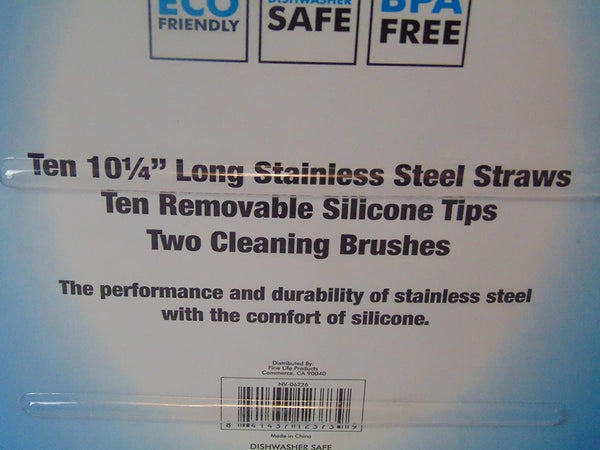 ECO
FRIENDLY
DISHWASHER
SAFE
BPA
FREE
Ten 10¼” Long Stainless Steel Straws
Ten Removable Silicone Tips
Two Cleaning Brushes
The performance and durability of stainless steel
with the comfort of silicone.
Distributed By:
Fine Life Products
Commerce, CA 90040
NV-06226
Made in China
DISHWASHER SAFE